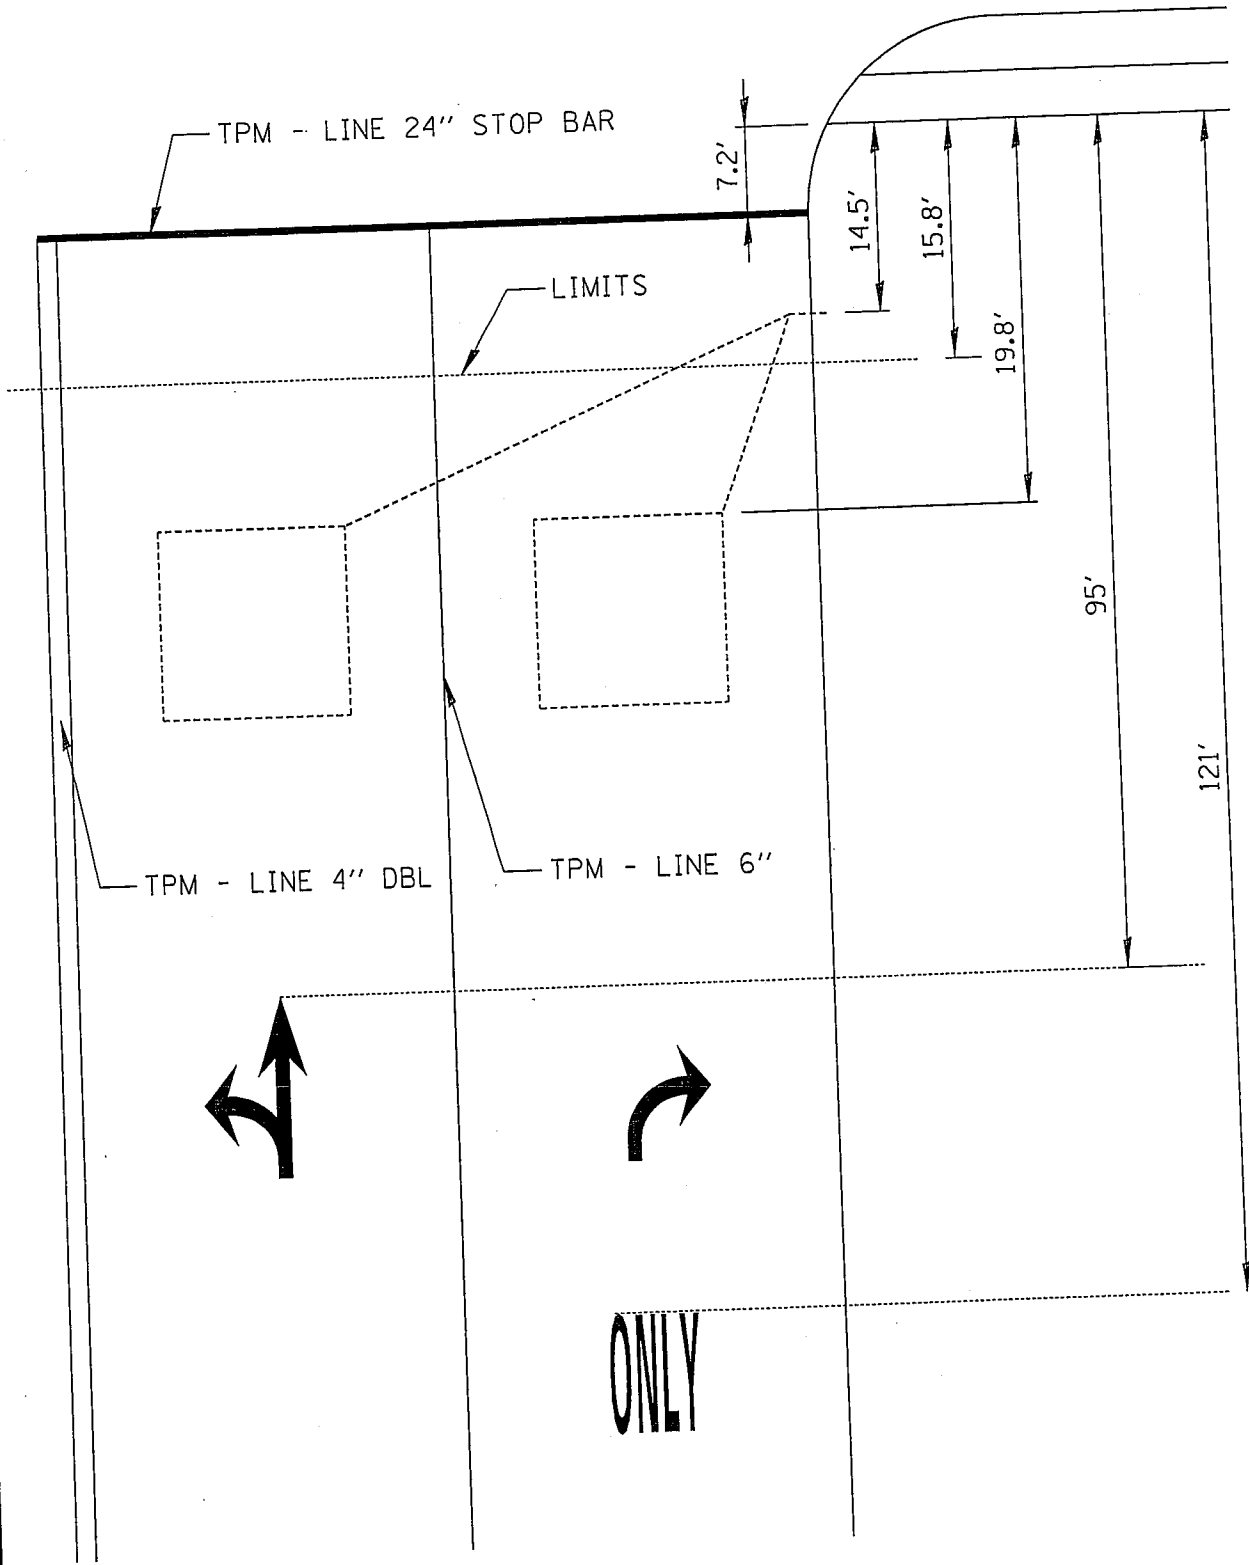 TPM - LINE 24" STOP BAR
7.2'
14.5'
15.8'
LIMITS
19.8'
95'
121'
TPM - LINE 4" DBL
TPM - LINE 6"
ONLY